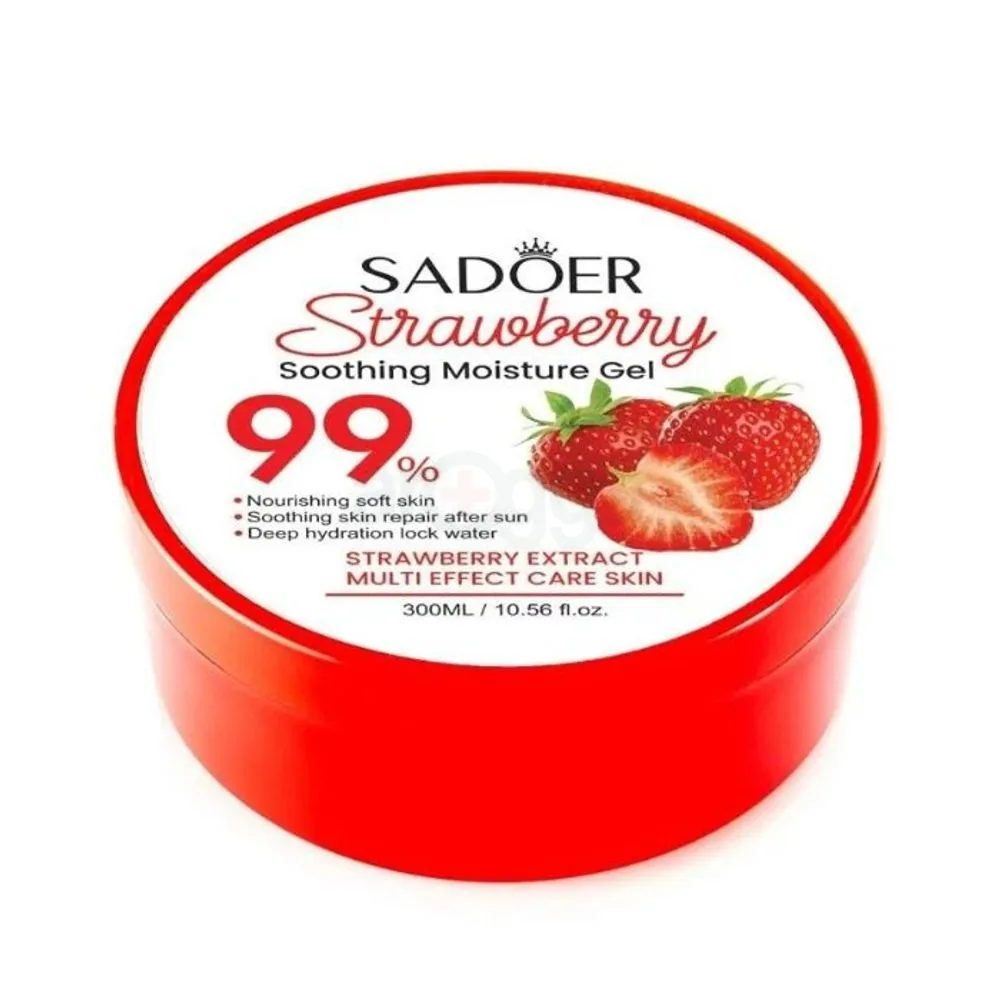 SADOER
Strawberry
Soothing Moisture Gel
99%
•Nourishing soft skin
•Soothing skin repair after sun
•Deep hydration lock water
STRAWBERRY EXTRACT
MULTI EFFECT CARE SKIN
300ML / 10.56 fl.oz.